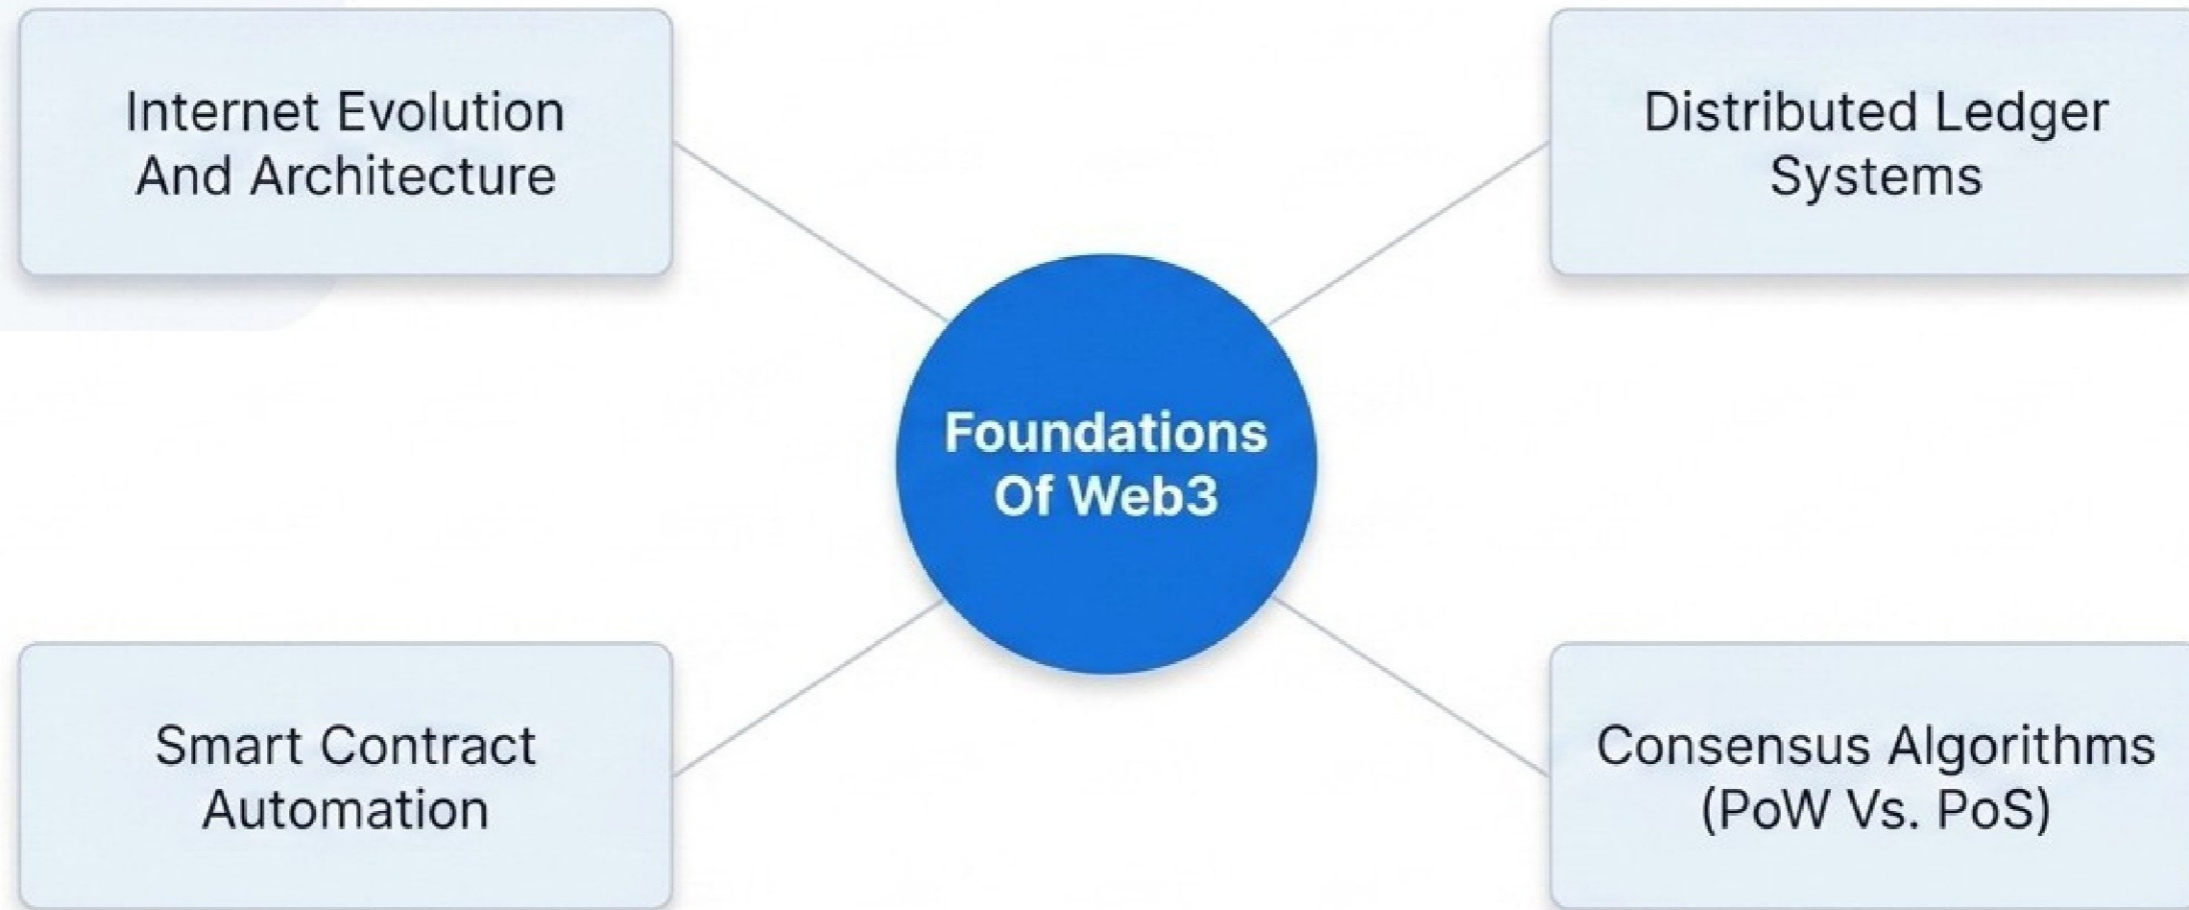 Internet Evolution
And Architecture
Distributed Ledger
Systems
Foundations
Of Web3
Smart Contract
Automation
Consensus Algorithms
(PoW Vs. PoS)